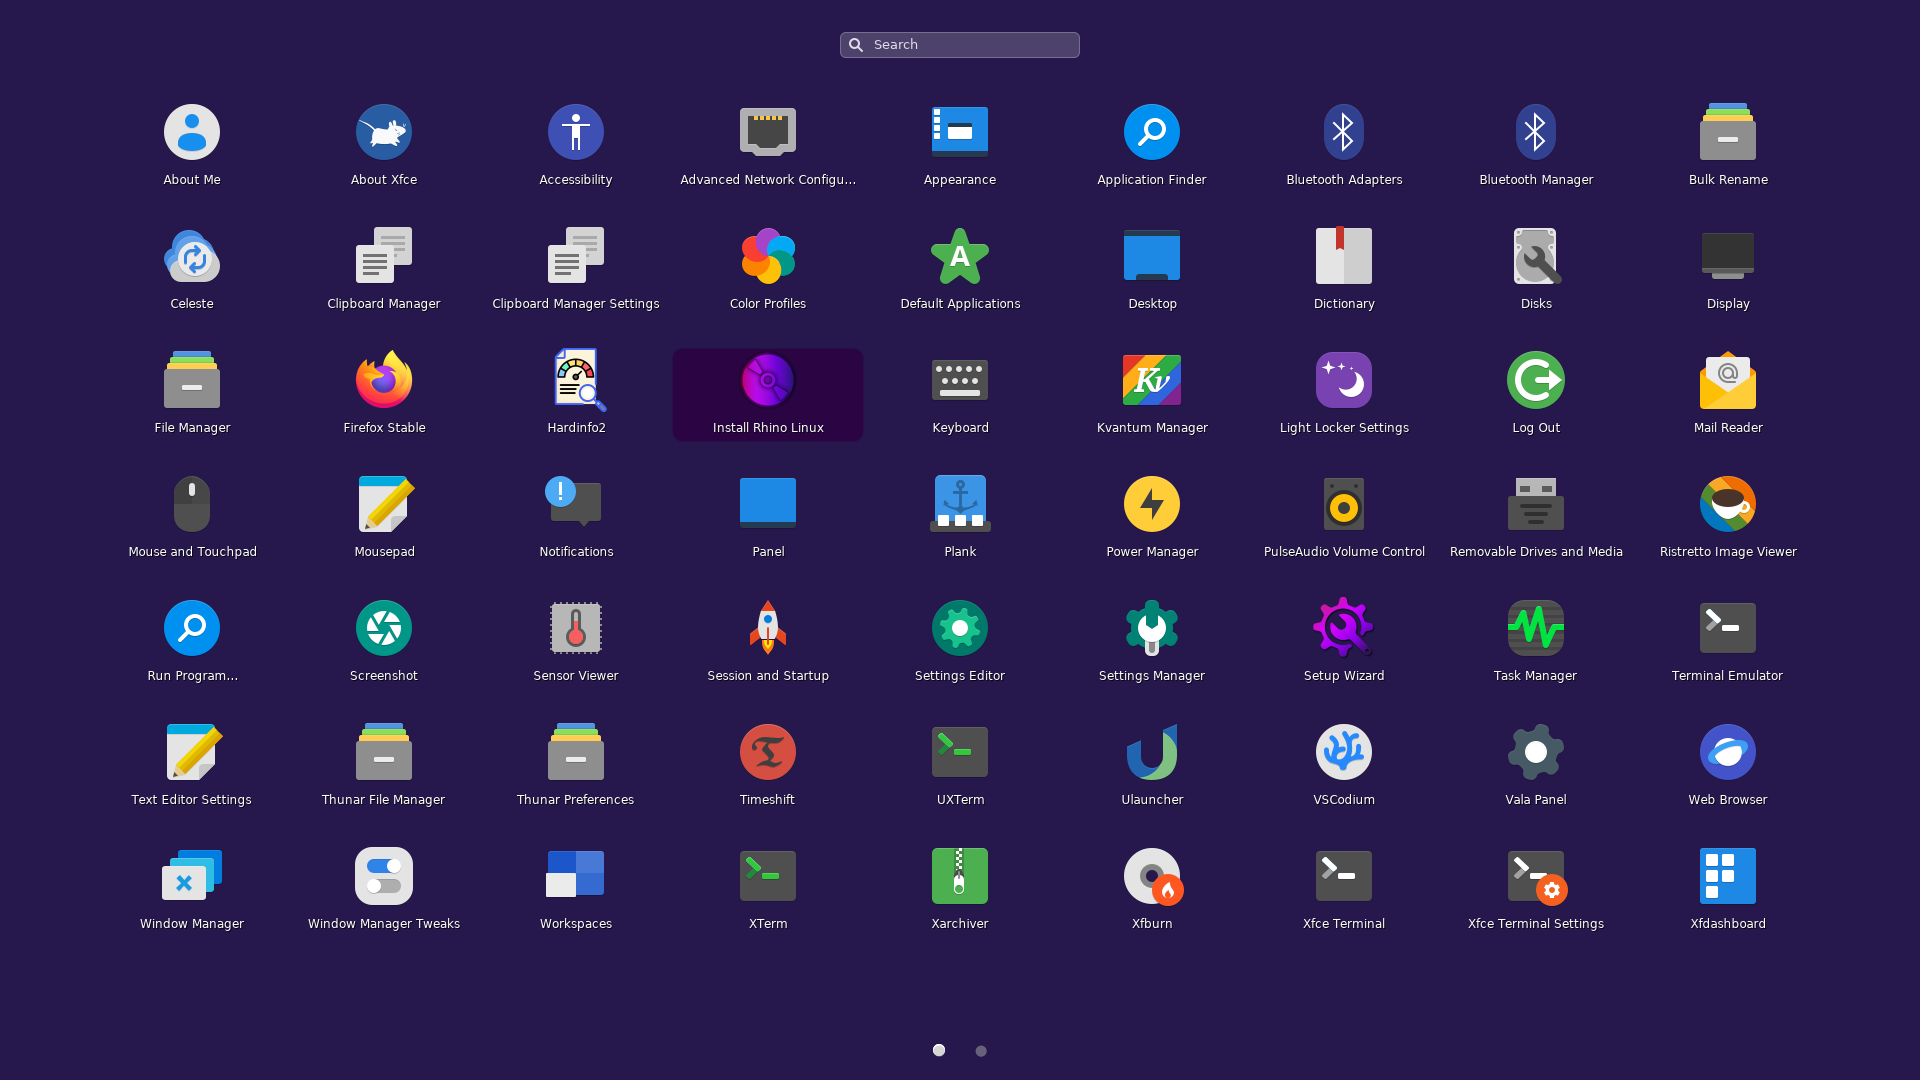 Search
About Me
About Xfce
Accessibility
Advanced Network Configu...
Appearance
Application Finder
Bluetooth Adapters
Bluetooth Manager
Bulk Rename
Celeste
Clipboard Manager
Clipboard Manager Settings
Color Profiles
A
Default Applications
Desktop
Dictionary
Disks
Display
File Manager
Firefox Stable
Hardinfo2
Install Rhino Linux
Keyboard
Kv
Kvantum Manager
Light Locker Settings
Log Out
@
Mail Reader
Mouse and Touchpad
Mousepad
!
Notifications
Panel
Plank
Power Manager
PulseAudio Volume Control
Removable Drives and Media
Ristretto Image Viewer
Run Program...
Screenshot
Sensor Viewer
Session and Startup
Settings Editor
Settings Manager
Setup Wizard
Task Manager
Terminal Emulator
Text Editor Settings
Thunar File Manager
Thunar Preferences
Timeshift
UXTerm
Ulauncher
VSCodium
Vala Panel
Web Browser
Window Manager
Window Manager Tweaks
Workspaces
XTerm
Xarchiver
Xfburn
Xfce Terminal
Xfce Terminal Settings
Xfdashboard